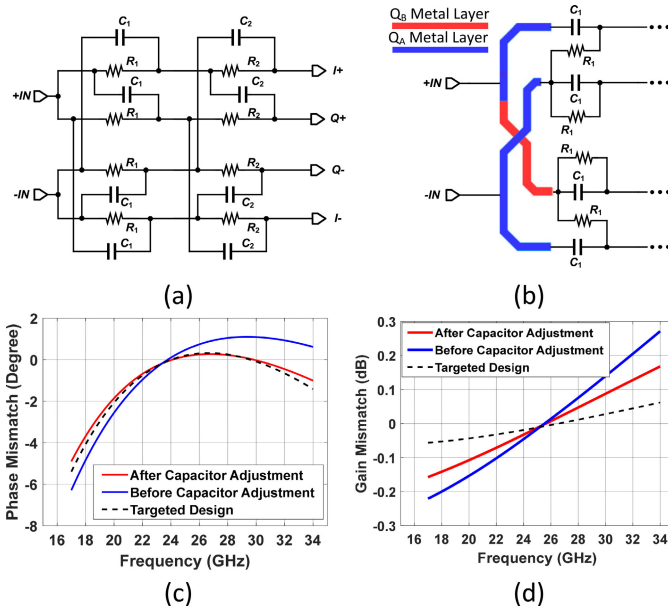 C1
C2
R1
R2
I+
C1
C2
+IN
R1
R2
Q+
R1
R2
Q-
-IN
C1
C2
R1
R2
I-
C1
C2
(a)
QB Metal Layer
QA Metal Layer
C1
R1
+IN
C1
R1
R1
C1
-IN
R1
C1
(b)
Phase Mismatch (Degree)
2
0
-2
-4
-6
-8
After Capacitor Adjustment
Before Capacitor Adjustment
Targeted Design
16 18 20 22 24 26 28 30 32 34
Frequency (GHz)
(c)
Gain Mismatch (dB)
0.3
0.2
0.1
0
-0.1
-0.2
-0.3
After Capacitor Adjustment
Before Capacitor Adjustment
Targeted Design
16 18 20 22 24 26 28 30 32 34
Frequency (GHz)
(d)